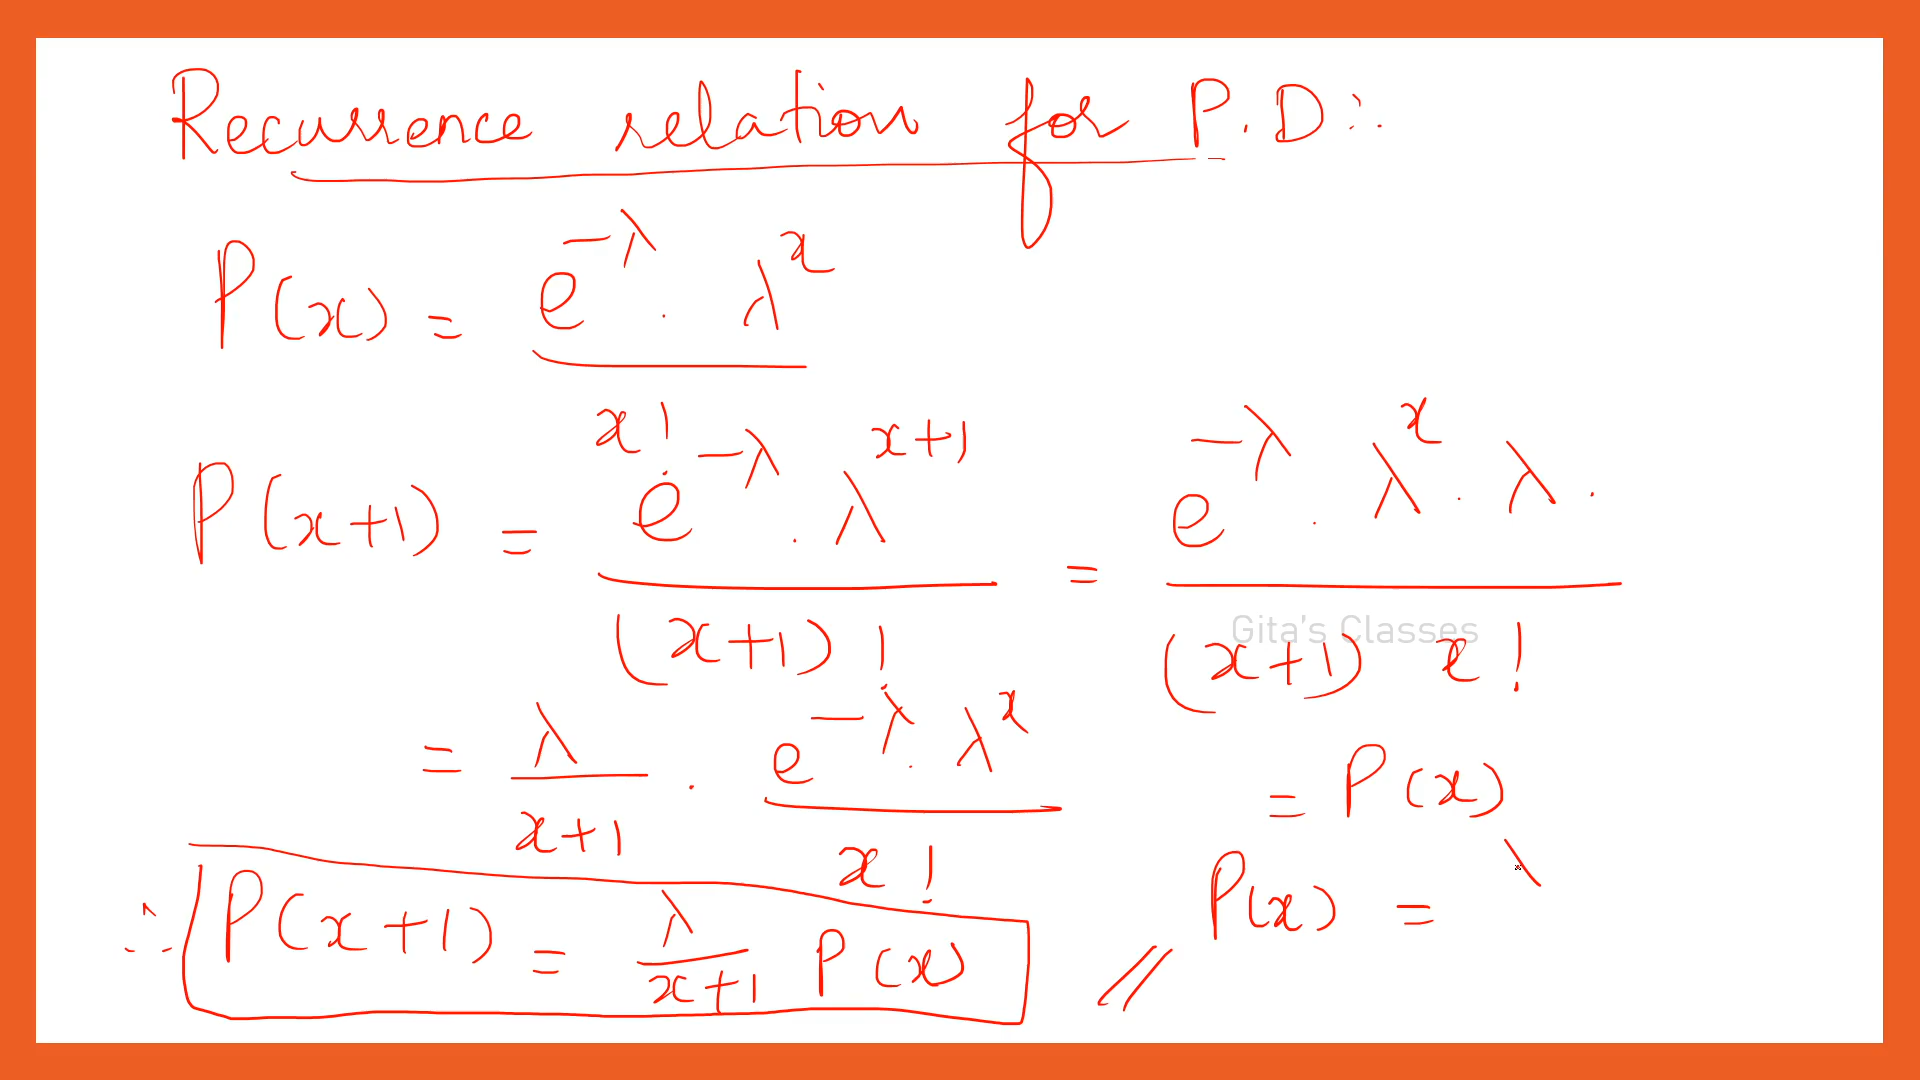 Recurrence relation for P.D:
P(x) = e^{-λ} . λ^x / x!
P(x+1) = e^{-λ} . λ^{x+1} / (x+1)! = e^{-λ} . λ^x . λ . / (x+1) x!
Gita's Classes
= λ / x+1 . e^{-λ} . λ^x / x!
= P(x)
∴ P(x+1) = λ / x+1 P(x) //
P(x) =